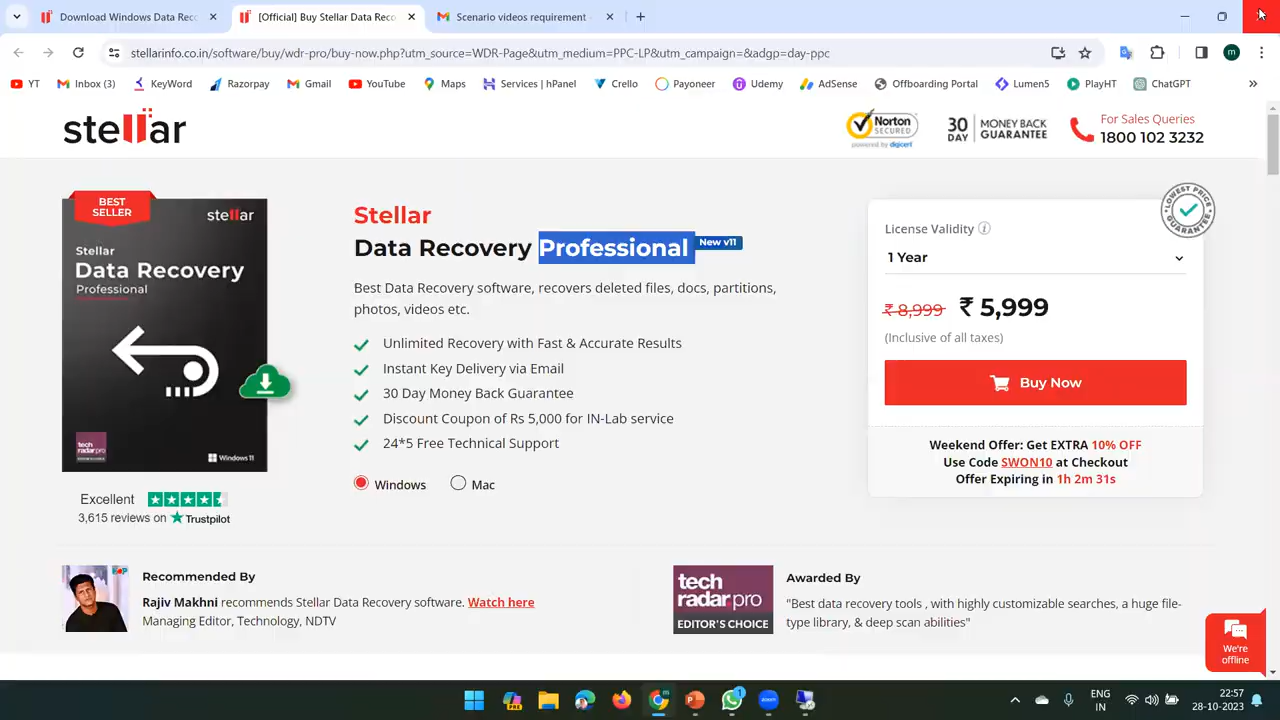 Download Windows Data Reco
[Official] Buy Stellar Data Reco
Scenario videos requirement -
stellarinfo.co.in/software/buy/wdr-pro/buy-now.php?utm_source=WDR-Page&utm_medium=PPC-LP&utm_campaign=&adgp=day-ppc
m
YT
Inbox (3)
KeyWord
Razorpay
Gmail
YouTube
Maps
Services | hPanel
Crello
Payoneer
Udemy
AdSense
Offboarding Portal
Lumen5
PlayHT
ChatGPT
stellar
Norton
SECURED
powered by digicert
30 DAY
MONEY BACK
GUARANTEE
For Sales Queries
1800 102 3232
BEST
SELLER
stellar
Stellar
Data Recovery
Professional
tech
radar pro
Windows 11
Excellent
3,615 reviews on Trustpilot
Stellar
Data Recovery Professional New v11
Best Data Recovery software, recovers deleted files, docs, partitions,
photos, videos etc.
Unlimited Recovery with Fast & Accurate Results
Instant Key Delivery via Email
30 Day Money Back Guarantee
Discount Coupon of Rs 5,000 for IN-Lab service
24*5 Free Technical Support
Windows
Mac
LOWEST PRICE
GUARANTEE
License Validity
1 Year
₹ 8,999 ₹ 5,999
(Inclusive of all taxes)
Buy Now
Weekend Offer: Get EXTRA 10% OFF
Use Code SWON10 at Checkout
Offer Expiring in 1h 2m 31s
Recommended By
Rajiv Makhni recommends Stellar Data Recovery software. Watch here
Managing Editor, Technology, NDTV
tech
radar pro
EDITOR'S CHOICE
Awarded By
"Best data recovery tools , with highly customizable searches, a huge file-
type library, & deep scan abilities"
We're
offline
1
zoom
ENG
IN
22:57
28-10-2023